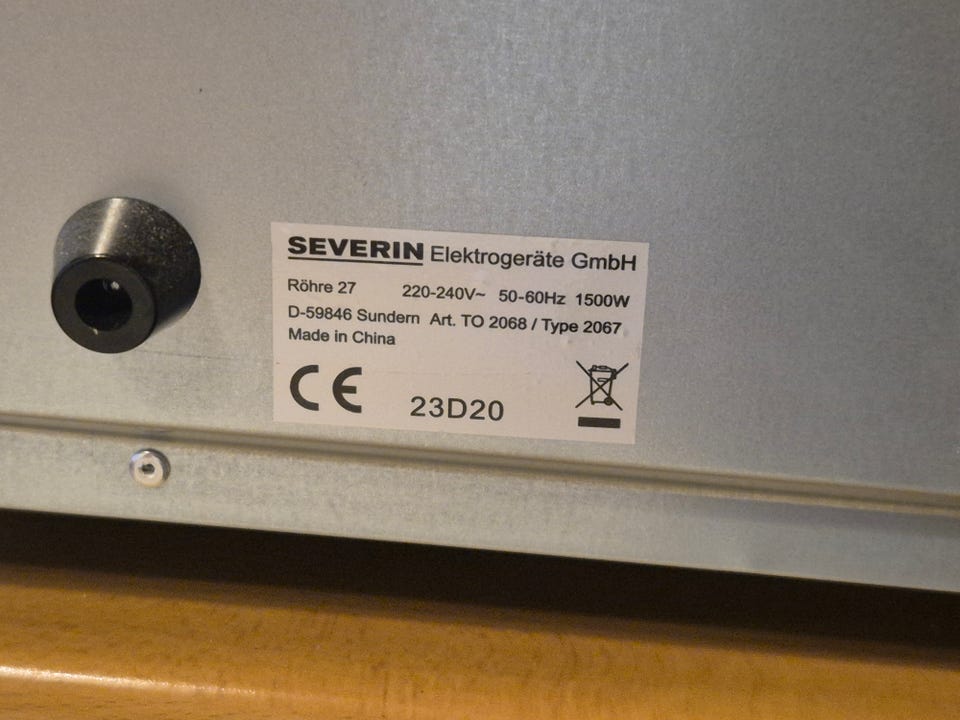 SEVERIN Elektrogeräte GmbH
Röhre 27 220-240V~ 50-60Hz 1500W
D-59846 Sundern Art. TO 2068 / Type 2067
Made in China
CE 23D20